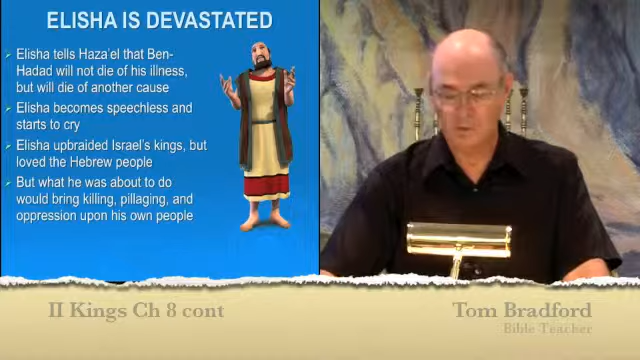 ELISHA IS DEVASTATED
Elisha tells Haza'el that Ben-
Hadad will not die of his illness,
but will die of another cause
Elisha becomes speechless and
starts to cry
Elisha upbraided Israel's kings, but
loved the Hebrew people
But what he was about to do
would bring killing, pillaging, and
oppression upon his own people
II Kings Ch 8 cont
Tom Bradford
Bible Teacher